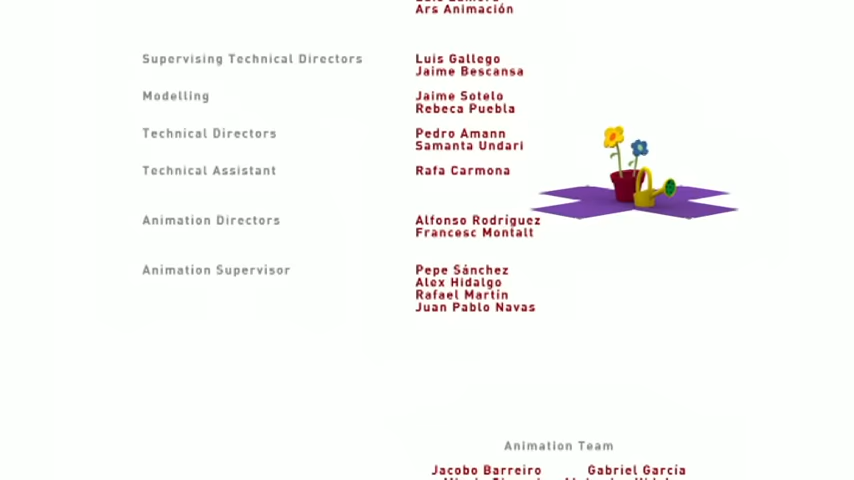 Ars Animación
Supervising Technical Directors Luis Gallego
Jaime Bescansa
Modelling Jaime Sotelo
Rebeca Puebla
Technical Directors Pedro Amann
Samanta Undari
Technical Assistant Rafa Carmona
Animation Directors Alfonso Rodríguez
Francesc Montalt
Animation Supervisor Pepe Sánchez
Alex Hidalgo
Rafael Martín
Juan Pablo Navas
Animation Team
Jacobo Barreiro Gabriel García